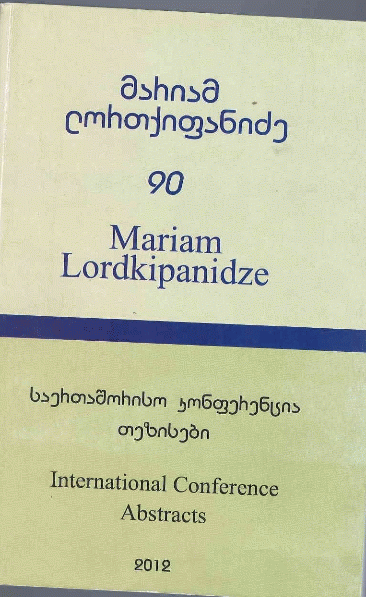 მარიამ
ლორთქიფანიძე
90
Mariam
Lordkipanidze
საერთაშორისო კონფერენცია
თეზისები
International Conference
Abstracts
2012